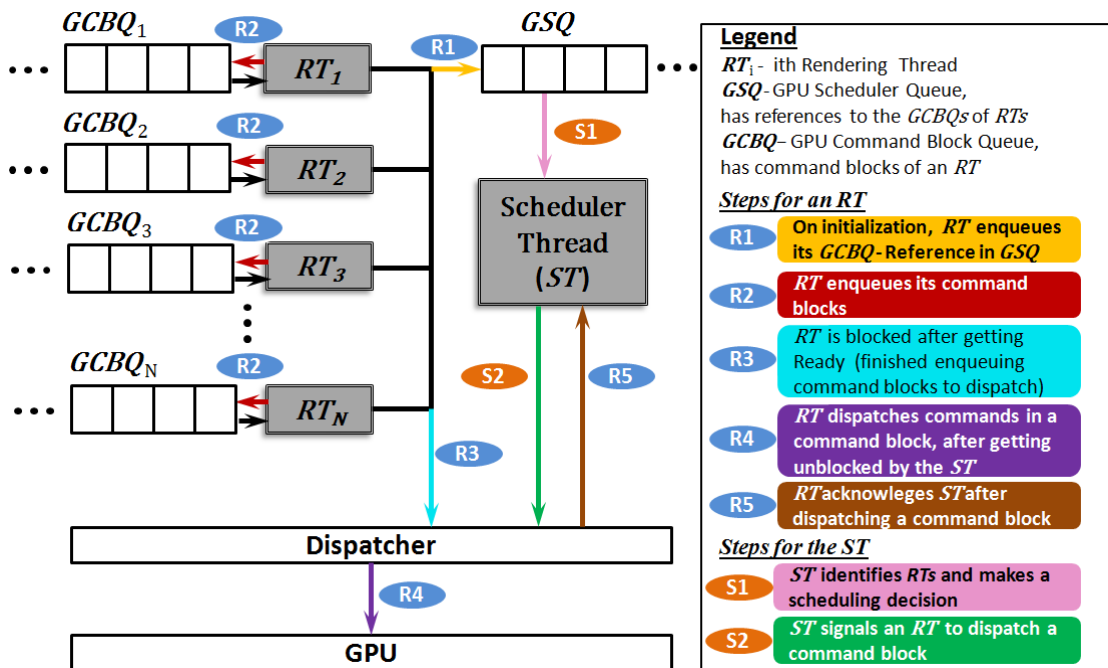 GCBQ1
R2
RT1
R1
GSQ
GCBQ2
R2
RT2
S1
GCBQ3
R2
RT3
Scheduler
Thread
(ST)
GCBQN
R2
RTN
S2
R5
R3
Dispatcher
R4
GPU
Legend
RTi - ith Rendering Thread
GSQ - GPU Scheduler Queue,
has references to the GCBQs of RTs
GCBQ – GPU Command Block Queue,
has command blocks of an RT
Steps for an RT
R1 On initialization, RT enqueues
its GCBQ-Reference in GSQ
R2 RT enqueues its command
blocks
R3 RT is blocked after getting
Ready (finished enqueuing
command blocks to dispatch)
R4 RT dispatches commands in a
command block, after getting
unblocked by the ST
R5 RT acknowleges ST after
dispatching a command block
Steps for the ST
S1 ST identifies RTs and makes a
scheduling decision
S2 ST signals an RT to dispatch a
command block